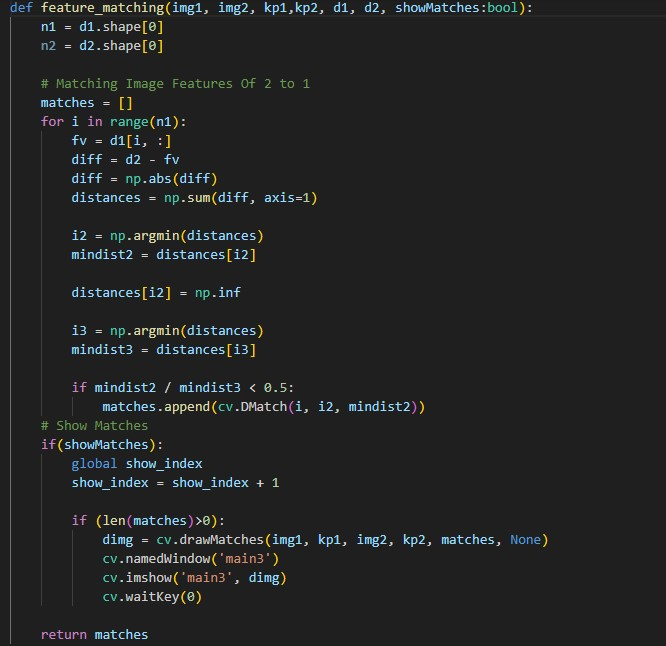 def feature_matching(img1, img2, kp1,kp2, d1, d2, showMatches:bool):
    n1 = d1.shape[0]
    n2 = d2.shape[0]

    # Matching Image Features Of 2 to 1
    matches = []
    for i in range(n1):
        fv = d1[i, :]
        diff = d2 - fv
        diff = np.abs(diff)
        distances = np.sum(diff, axis=1)

        i2 = np.argmin(distances)
        mindist2 = distances[i2]

        distances[i2] = np.inf

        i3 = np.argmin(distances)
        mindist3 = distances[i3]

        if mindist2 / mindist3 < 0.5:
            matches.append(cv.DMatch(i, i2, mindist2))
    # Show Matches
    if(showMatches):
        global show_index
        show_index = show_index + 1

        if (len(matches)>0):
            dimg = cv.drawMatches(img1, kp1, img2, kp2, matches, None)
            cv.namedWindow('main3')
            cv.imshow('main3', dimg)
            cv.waitKey(0)

    return matches